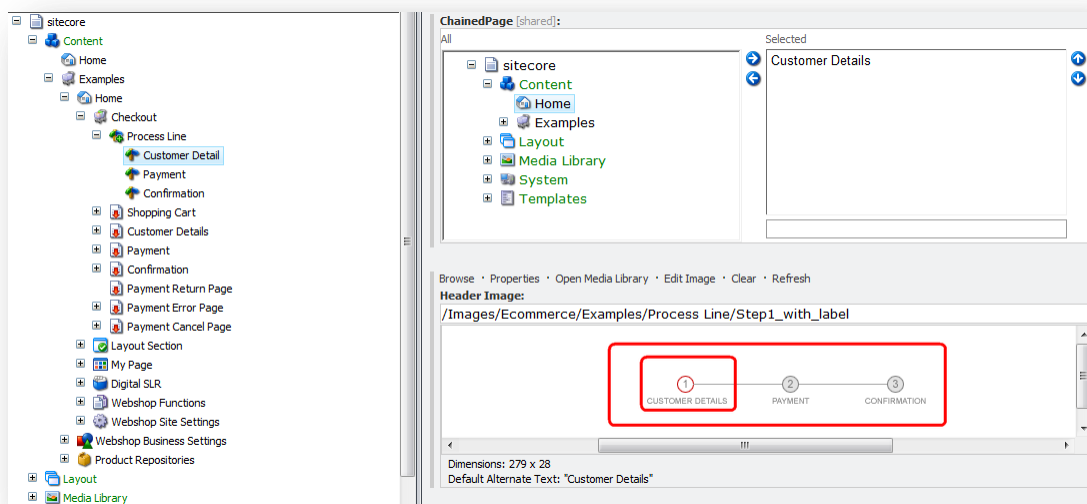 sitecore
Content
Home
Examples
Home
Checkout
Process Line
Customer Detail
Payment
Confirmation
Shopping Cart
Customer Details
Payment
Confirmation
Payment Return Page
Payment Error Page
Payment Cancel Page
Layout Section
My Page
Digital SLR
Webshop Functions
Webshop Site Settings
Webshop Business Settings
Product Repositories
Layout
Media Library
ChainedPage [shared]:
All
sitecore
Content
Home
Examples
Layout
Media Library
System
Templates
Selected
Customer Details
Browse · Properties · Open Media Library · Edit Image · Clear · Refresh
Header Image:
/Images/Ecommerce/Examples/Process Line/Step1_with_label
1 2 3
CUSTOMER DETAILS PAYMENT CONFIRMATION
Dimensions: 279 x 28
Default Alternate Text: "Customer Details"